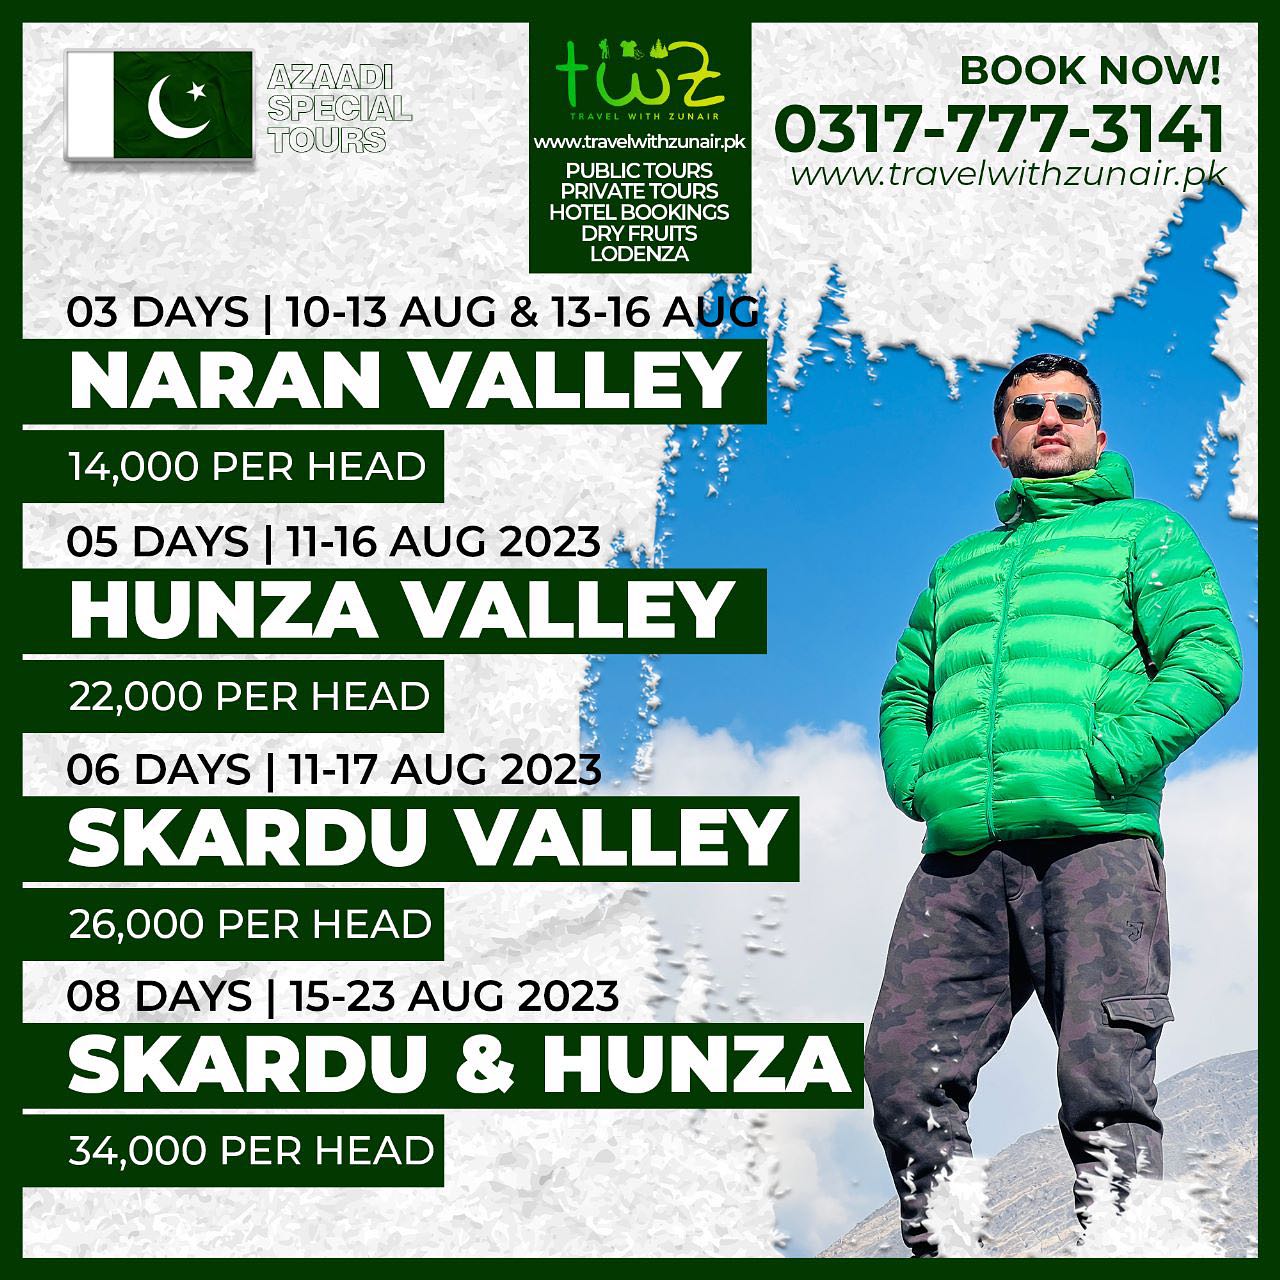 AZAADI
SPECIAL
TOURS
twz
TRAVEL WITH ZUNAIR
www.travelwithzunair.pk
PUBLIC TOURS
PRIVATE TOURS
HOTEL BOOKINGS
DRY FRUITS
LODENZA
BOOK NOW!
0317-777-3141
www.travelwithzunair.pk
03 DAYS | 10-13 AUG & 13-16 AUG
NARAN VALLEY
14,000 PER HEAD
05 DAYS | 11-16 AUG 2023
HUNZA VALLEY
22,000 PER HEAD
06 DAYS | 11-17 AUG 2023
SKARDU VALLEY
26,000 PER HEAD
08 DAYS | 15-23 AUG 2023
SKARDU & HUNZA
34,000 PER HEAD